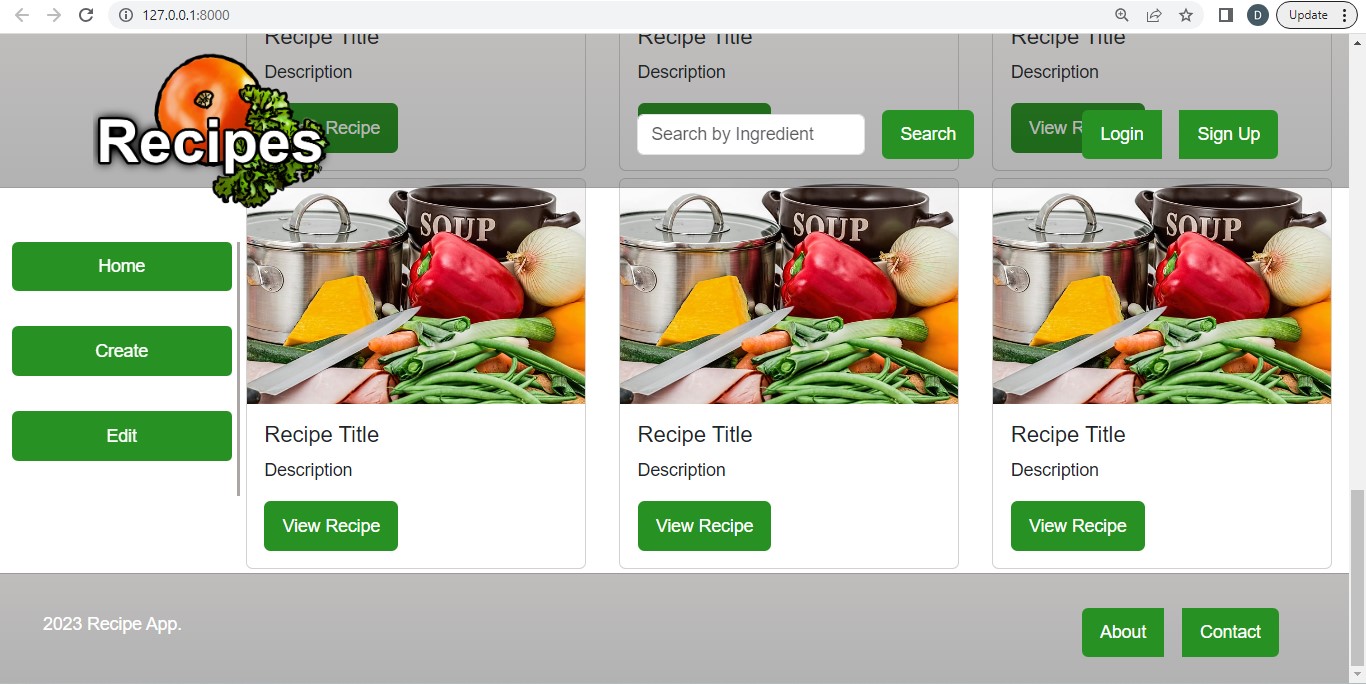 127.0.0.1:8000
D
Update
Recipe Title
Recipe Title
Recipe Title
Description
Description
Description
Recipe
View R
Recipes
Search by Ingredient
Search
Login
Sign Up
SOUP
SOUP
SOUP
Home
Create
Edit
Recipe Title
Recipe Title
Recipe Title
Description
Description
Description
View Recipe
View Recipe
View Recipe
2023 Recipe App.
About
Contact